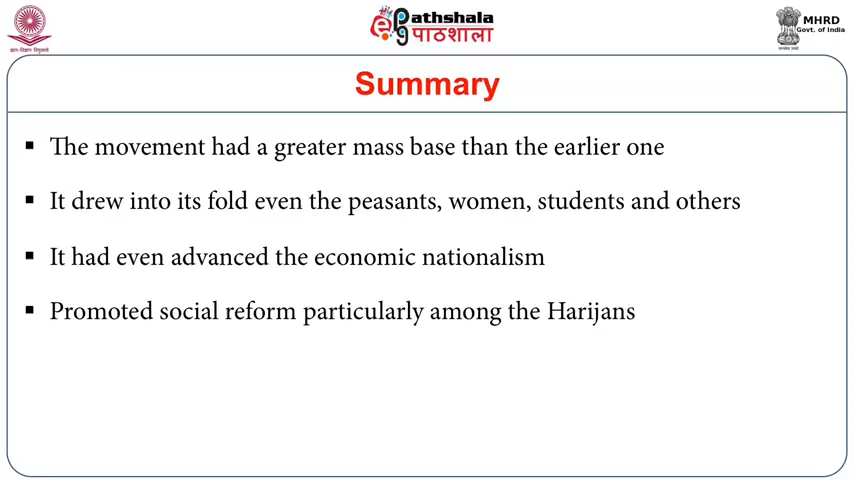 ज्ञान-विज्ञान विमुक्तये
ePathshala
पाठशाला
MHRD
Govt. of India
Summary
▪ The movement had a greater mass base than the earlier one
▪ It drew into its fold even the peasants, women, students and others
▪ It had even advanced the economic nationalism
▪ Promoted social reform particularly among the Harijans